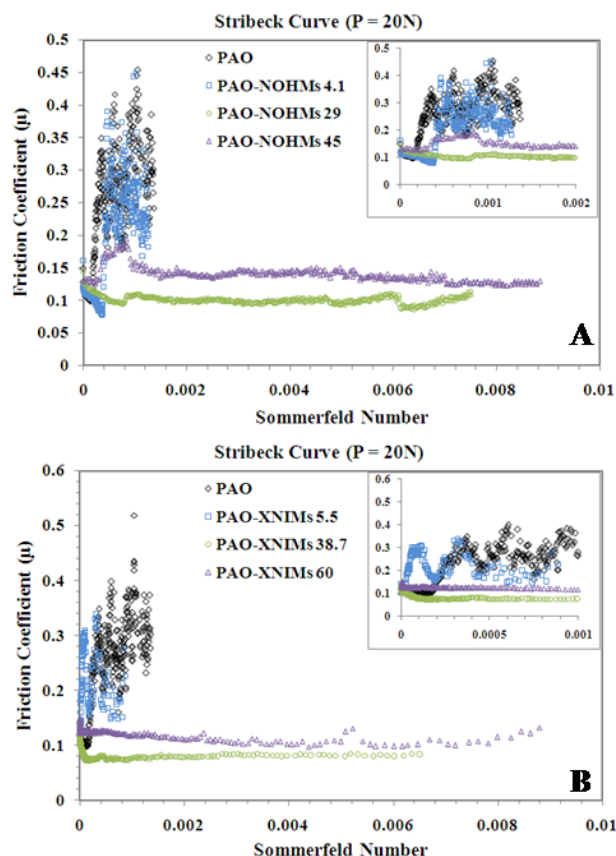 Stribeck Curve (P = 20N)
PAO
PAO-NOHMs 4.1
PAO-NOHMs 29
PAO-NOHMs 45
Friction Coefficient (μ)
0.5
0.45
0.4
0.35
0.3
0.25
0.2
0.15
0.1
0.05
0
0 0.002 0.004 0.006 0.008 0.01
Sommerfeld Number
0.5
0.4
0.3
0.2
0.1
0
0 0.001 0.002
A
Stribeck Curve (P = 20N)
PAO
PAO-XNIMs 5.5
PAO-XNIMs 38.7
PAO-XNIMs 60
Friction Coefficient (μ)
0.6
0.5
0.4
0.3
0.2
0.1
0
0 0.002 0.004 0.006 0.008 0.01
Sommerfeld Number
0.6
0.5
0.4
0.3
0.2
0.1
0
0 0.0005 0.001
B